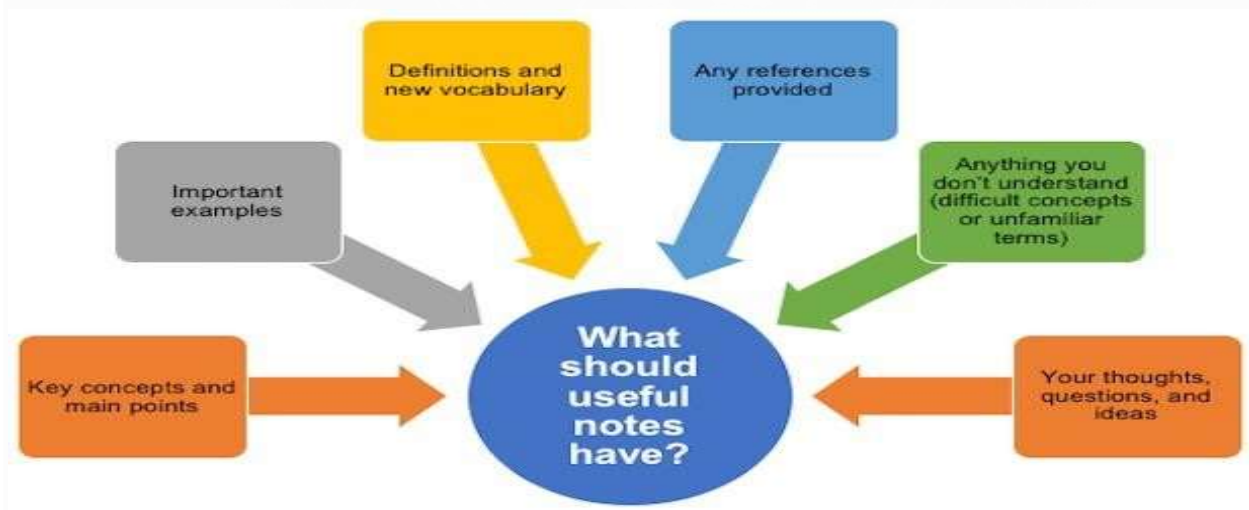 Definitions and
new vocabulary
Any references
provided
Important
examples
Anything you
don't understand
(difficult concepts
or unfamiliar
terms)
Key concepts and
main points
What
should
useful
notes
have?
Your thoughts,
questions, and
ideas